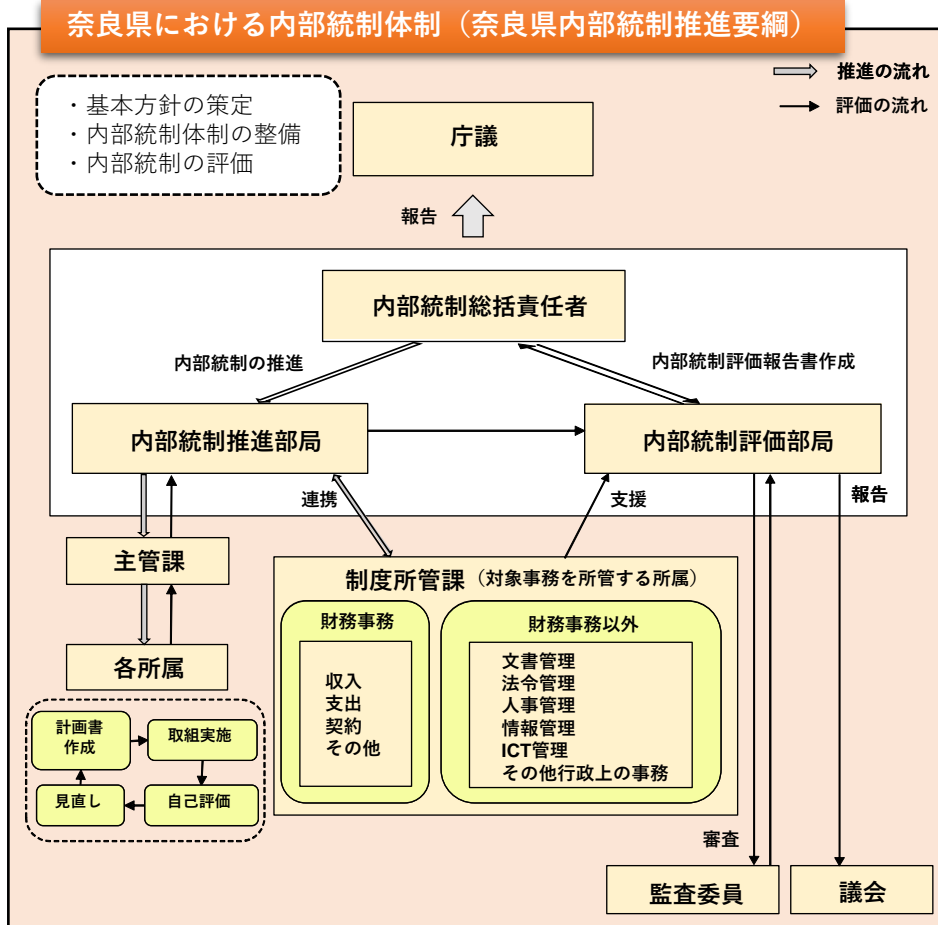 奈良県における内部統制体制（奈良県内部統制推進要綱）
推進の流れ
評価の流れ
・基本方針の策定
・内部統制体制の整備
・内部統制の評価
庁議
報告
内部統制総括責任者
内部統制の推進
内部統制評価報告書作成
内部統制推進部局
内部統制評価部局
連携
支援
報告
主管課
制度所管課（対象事務を所管する所属）
財務事務
収入
支出
契約
その他
財務事務以外
文書管理
法令管理
人事管理
情報管理
ICT管理
その他行政上の事務
各所属
計画書
作成
取組実施
見直し
自己評価
審査
監査委員
議会